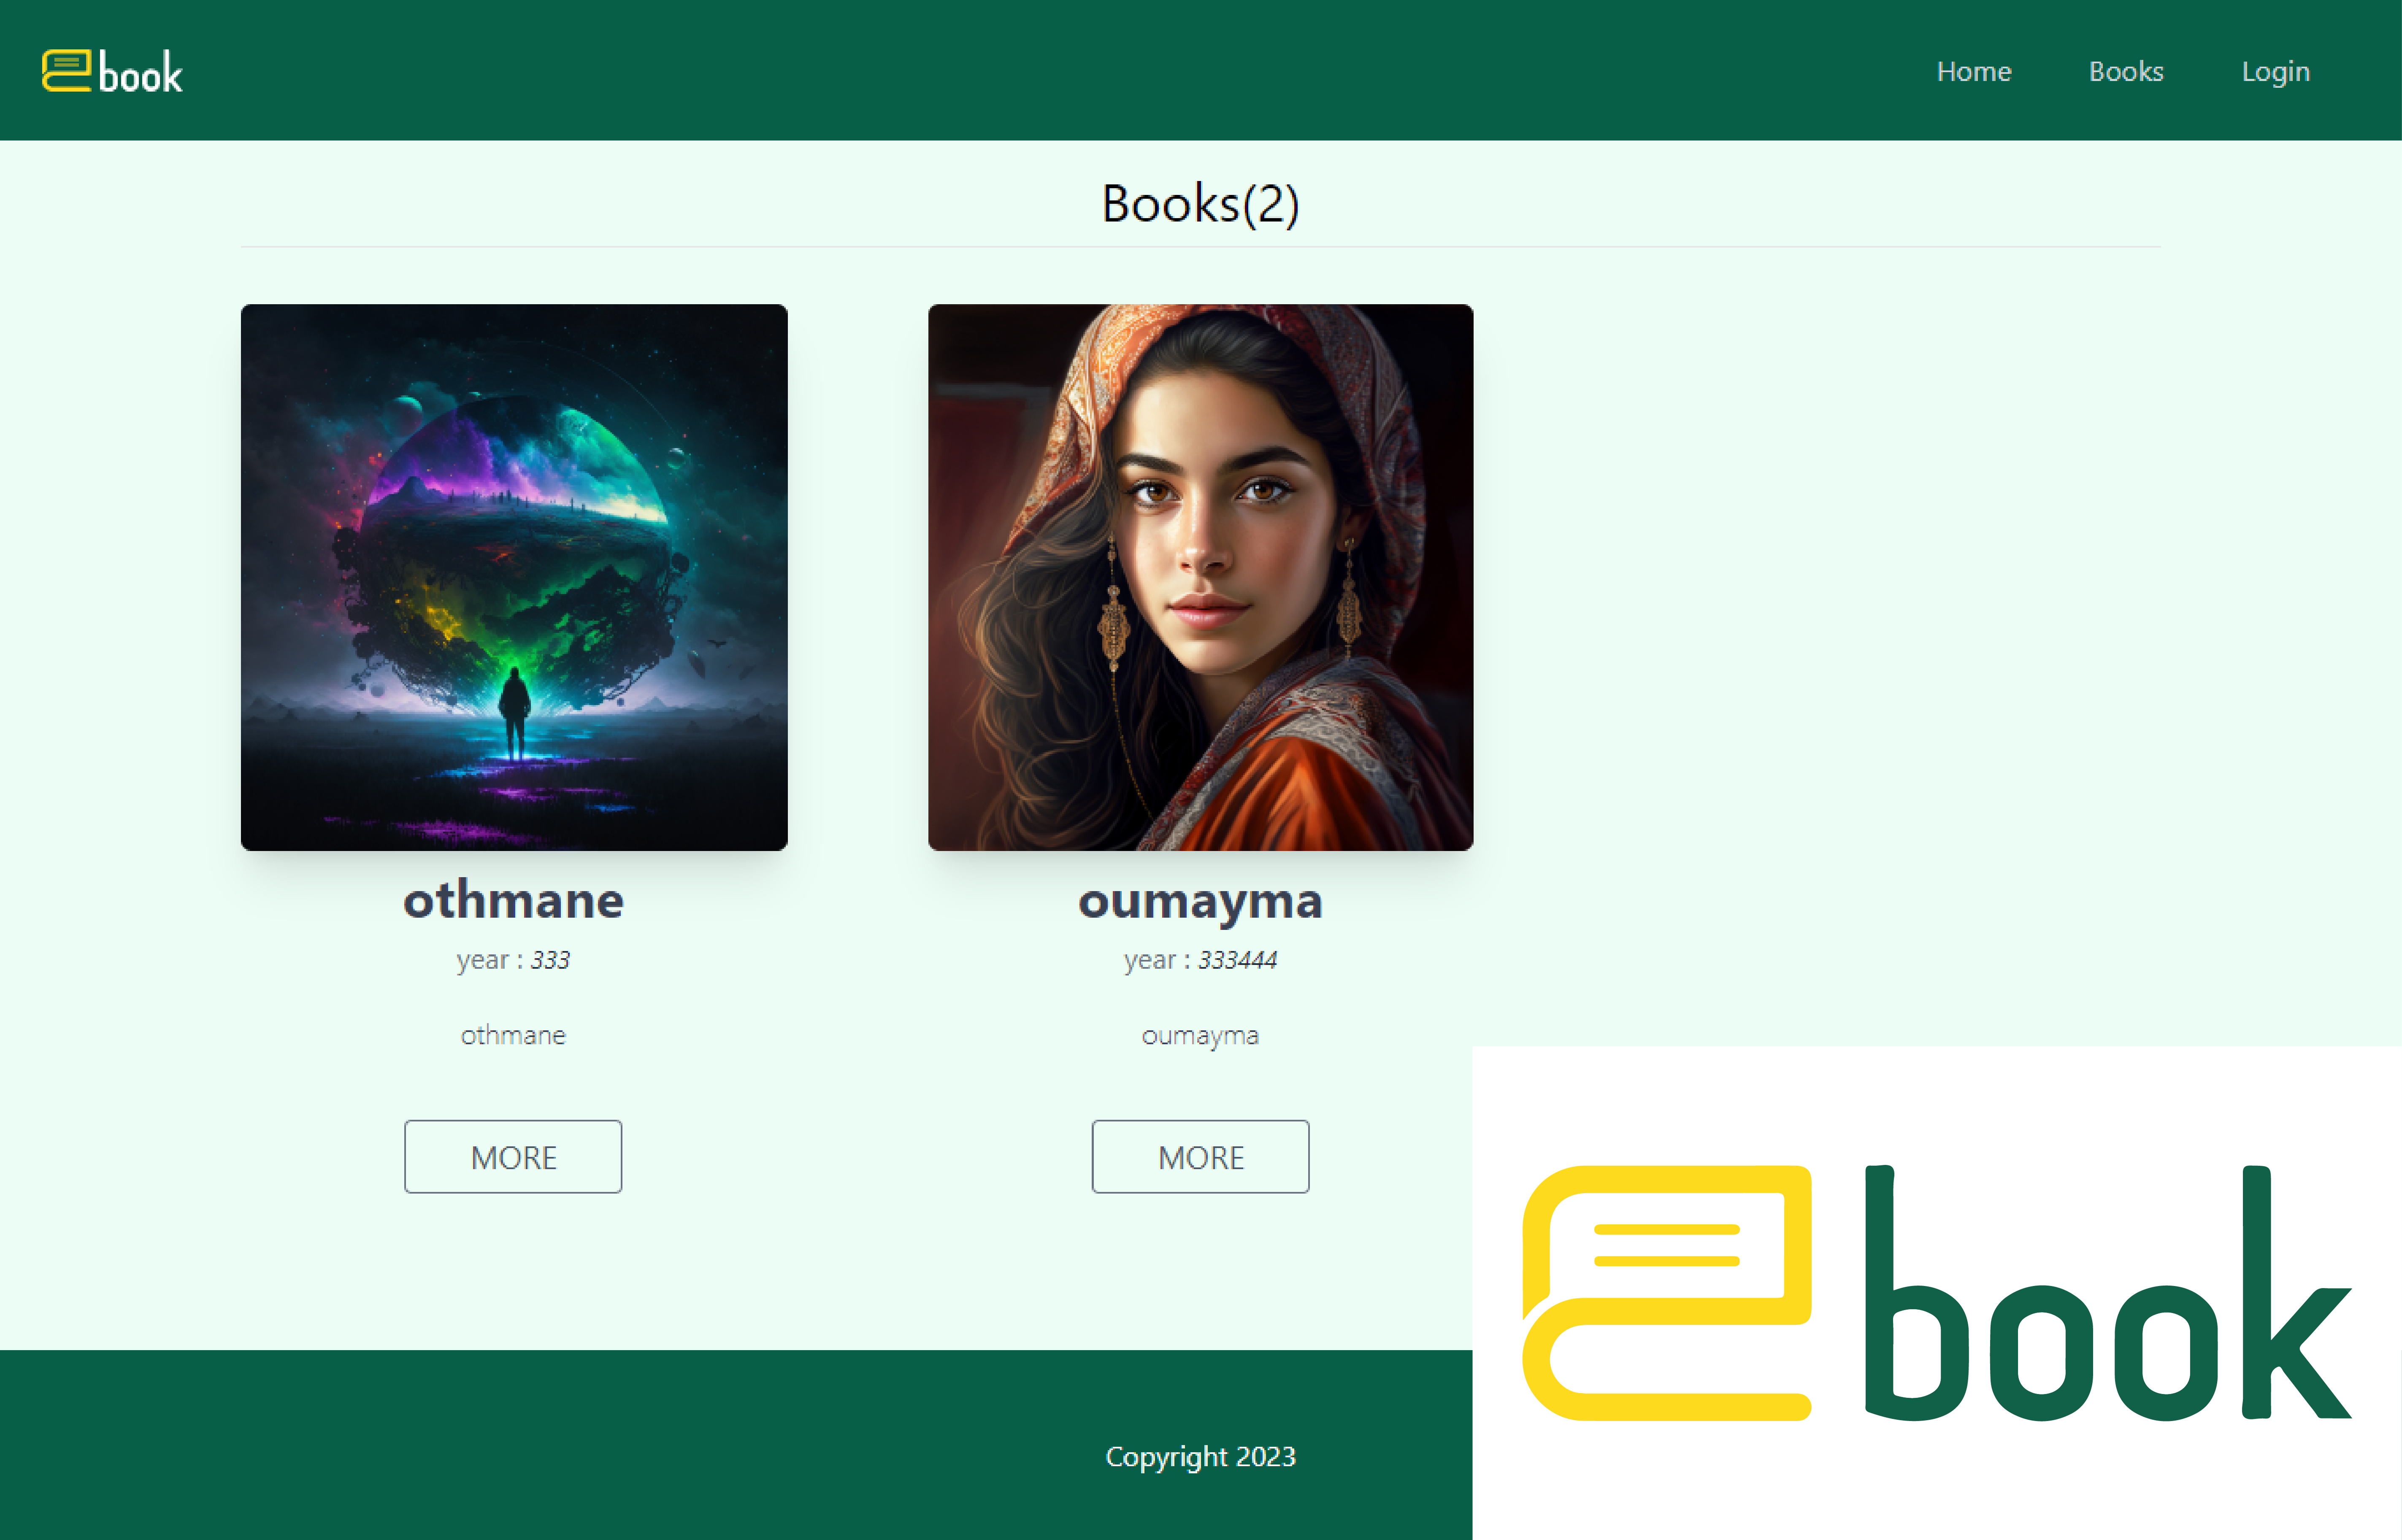 book
Home
Books
Login
Books(2)
othmane
year : 333
othmane
MORE
oumayma
year : 333444
oumayma
MORE
Copyright 2023
book